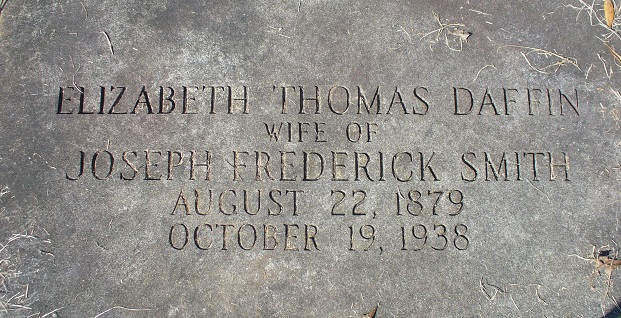 ELIZABETH THOMAS DAFFIN
WIFE OF
JOSEPH FREDERICK SMITH
AUGUST 22, 1879
OCTOBER 19, 1938